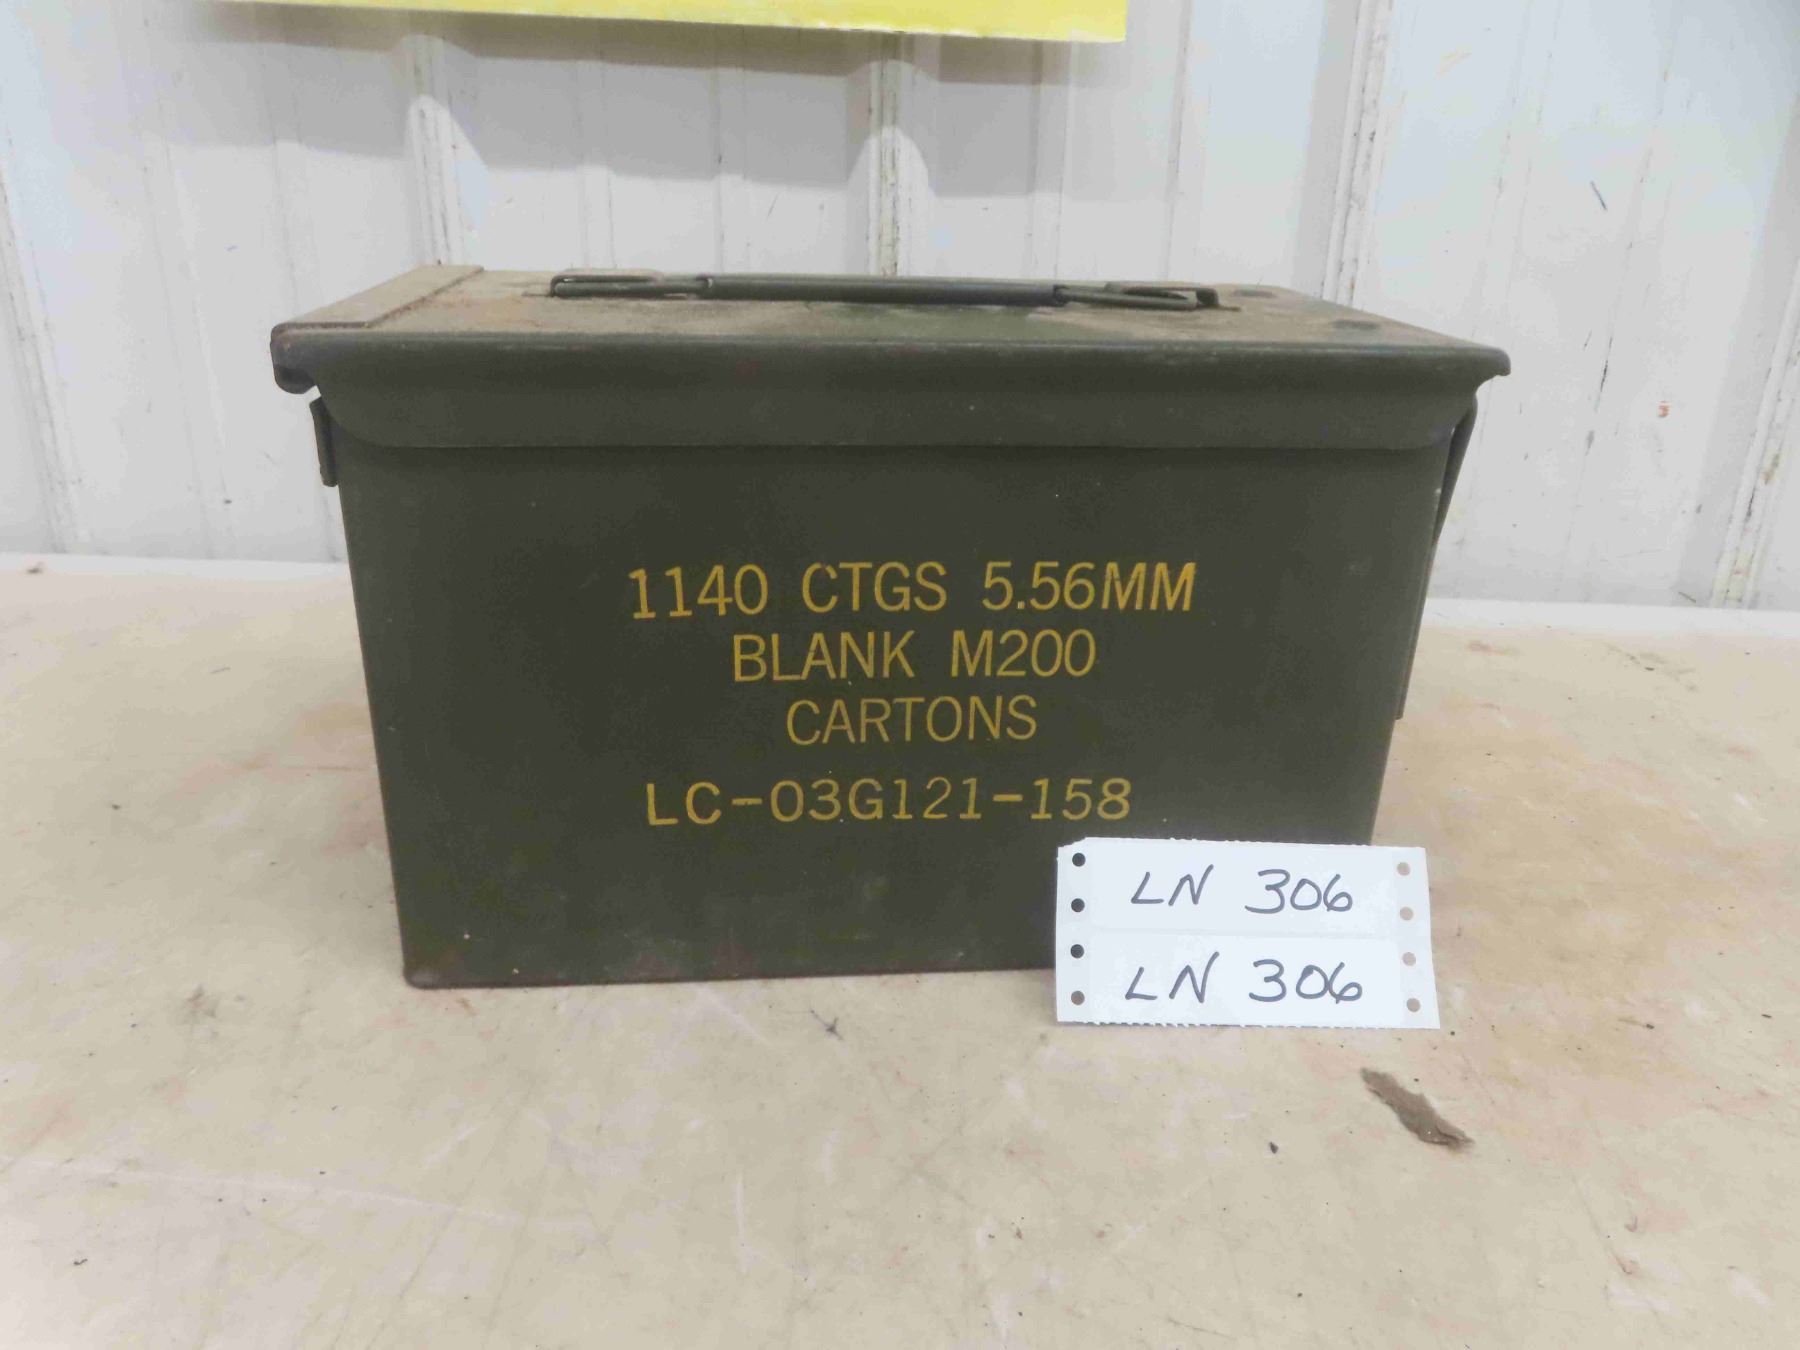 1140 CTGS 5.56MM
BLANK M200
CARTONS
LC-03G121-158
LN 306
LN 306